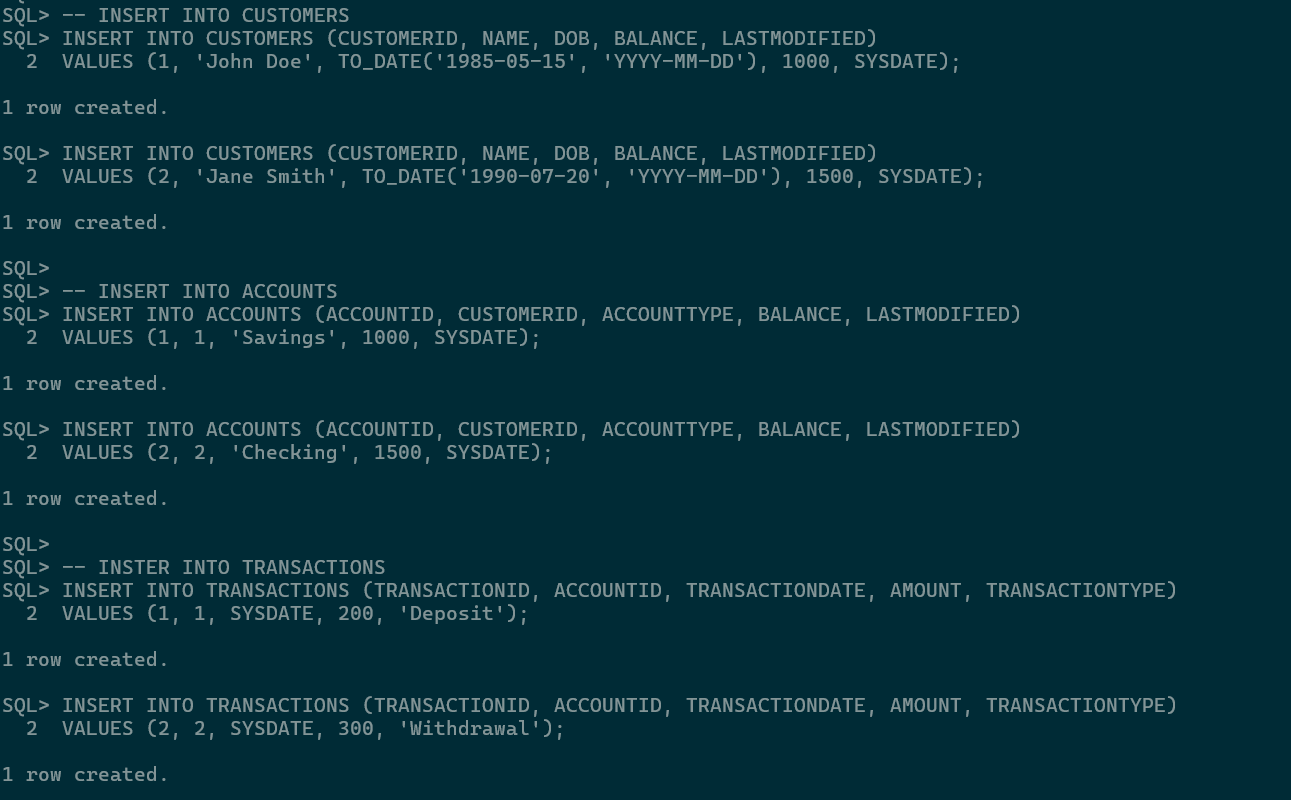 SQL> -- INSERT INTO CUSTOMERS
SQL> INSERT INTO CUSTOMERS (CUSTOMERID, NAME, DOB, BALANCE, LASTMODIFIED)
  2  VALUES (1, 'John Doe', TO_DATE('1985-05-15', 'YYYY-MM-DD'), 1000, SYSDATE);

1 row created.

SQL> INSERT INTO CUSTOMERS (CUSTOMERID, NAME, DOB, BALANCE, LASTMODIFIED)
  2  VALUES (2, 'Jane Smith', TO_DATE('1990-07-20', 'YYYY-MM-DD'), 1500, SYSDATE);

1 row created.

SQL>
SQL> -- INSERT INTO ACCOUNTS
SQL> INSERT INTO ACCOUNTS (ACCOUNTID, CUSTOMERID, ACCOUNTTYPE, BALANCE, LASTMODIFIED)
  2  VALUES (1, 1, 'Savings', 1000, SYSDATE);

1 row created.

SQL> INSERT INTO ACCOUNTS (ACCOUNTID, CUSTOMERID, ACCOUNTTYPE, BALANCE, LASTMODIFIED)
  2  VALUES (2, 2, 'Checking', 1500, SYSDATE);

1 row created.

SQL>
SQL> -- INSTER INTO TRANSACTIONS
SQL> INSERT INTO TRANSACTIONS (TRANSACTIONID, ACCOUNTID, TRANSACTIONDATE, AMOUNT, TRANSACTIONTYPE)
  2  VALUES (1, 1, SYSDATE, 200, 'Deposit');

1 row created.

SQL> INSERT INTO TRANSACTIONS (TRANSACTIONID, ACCOUNTID, TRANSACTIONDATE, AMOUNT, TRANSACTIONTYPE)
  2  VALUES (2, 2, SYSDATE, 300, 'Withdrawal');

1 row created.